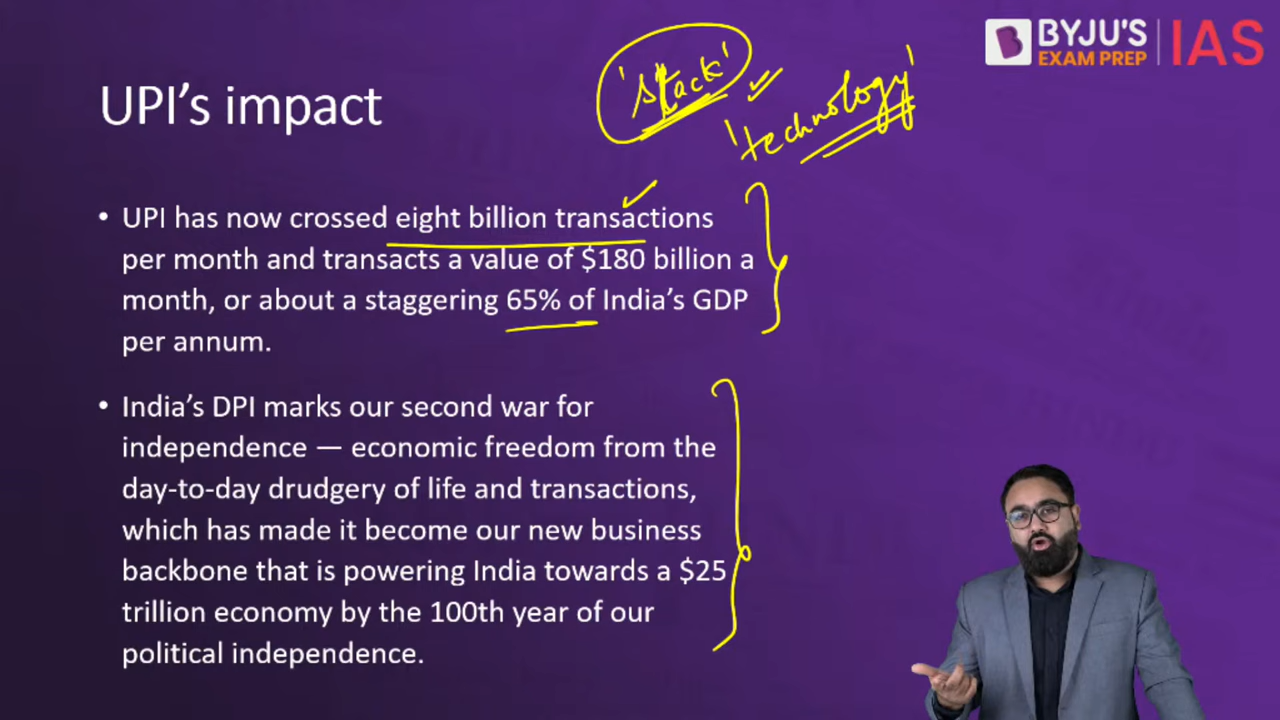 'stack'
'technology'
BYJU'S
EXAM PREP
IAS
UPI’s impact
• UPI has now crossed eight billion transactions
per month and transacts a value of $180 billion a
month, or about a staggering 65% of India’s GDP
per annum.
• India’s DPI marks our second war for
independence — economic freedom from the
day-to-day drudgery of life and transactions,
which has made it become our new business
backbone that is powering India towards a $25
trillion economy by the 100th year of our
political independence.